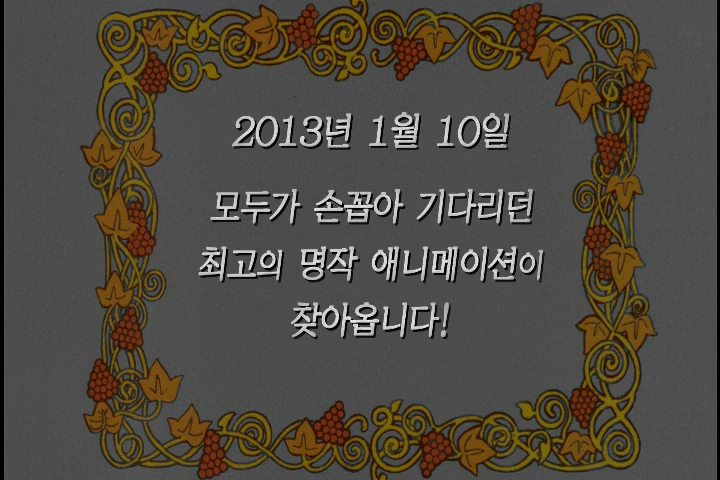 2013년 1월 10일
모두가 손꼽아 기다리던
최고의 명작 애니메이션이
찾아옵니다!